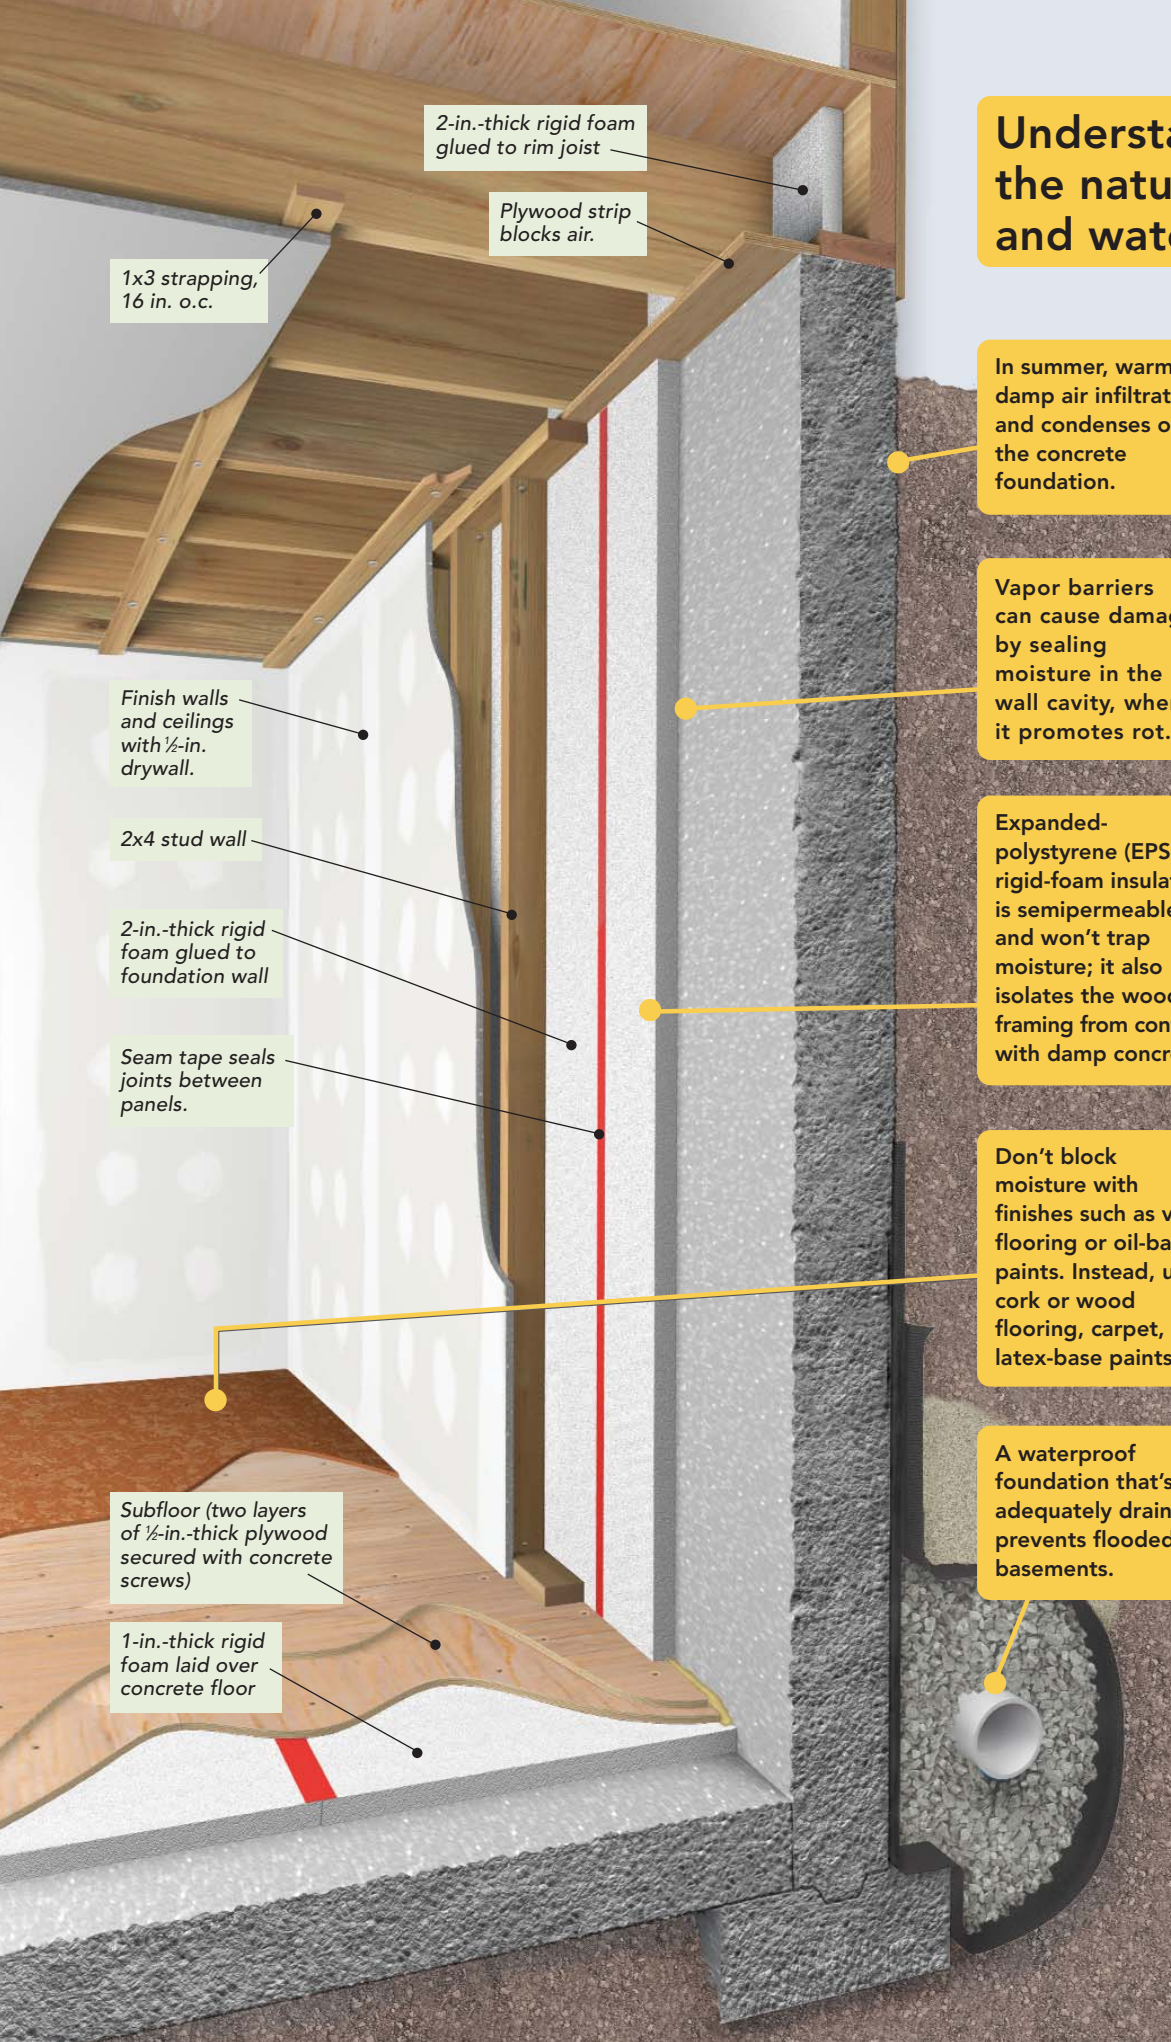 2-in.-thick rigid foam
glued to rim joist
Plywood strip
blocks air.
1x3 strapping,
16 in. o.c.
Finish walls
and ceilings
with ½-in.
drywall.
2x4 stud wall
2-in.-thick rigid
foam glued to
foundation wall
Seam tape seals
joints between
panels.
Subfloor (two layers
of ½-in.-thick plywood
secured with concrete
screws)
1-in.-thick rigid
foam laid over
concrete floor
Understa
the natu
and wate
In summer, warm
damp air infiltrat
and condenses o
the concrete
foundation.
Vapor barriers
can cause damag
by sealing
moisture in the
wall cavity, wher
it promotes rot.
Expanded-
polystyrene (EPS
rigid-foam insulat
is semipermeable
and won't trap
moisture; it also
isolates the wood
framing from con
with damp concre
Don't block
moisture with
finishes such as v
flooring or oil-ba
paints. Instead, u
cork or wood
flooring, carpet,
latex-base paints
A waterproof
foundation that's
adequately drain
prevents flooded
basements.